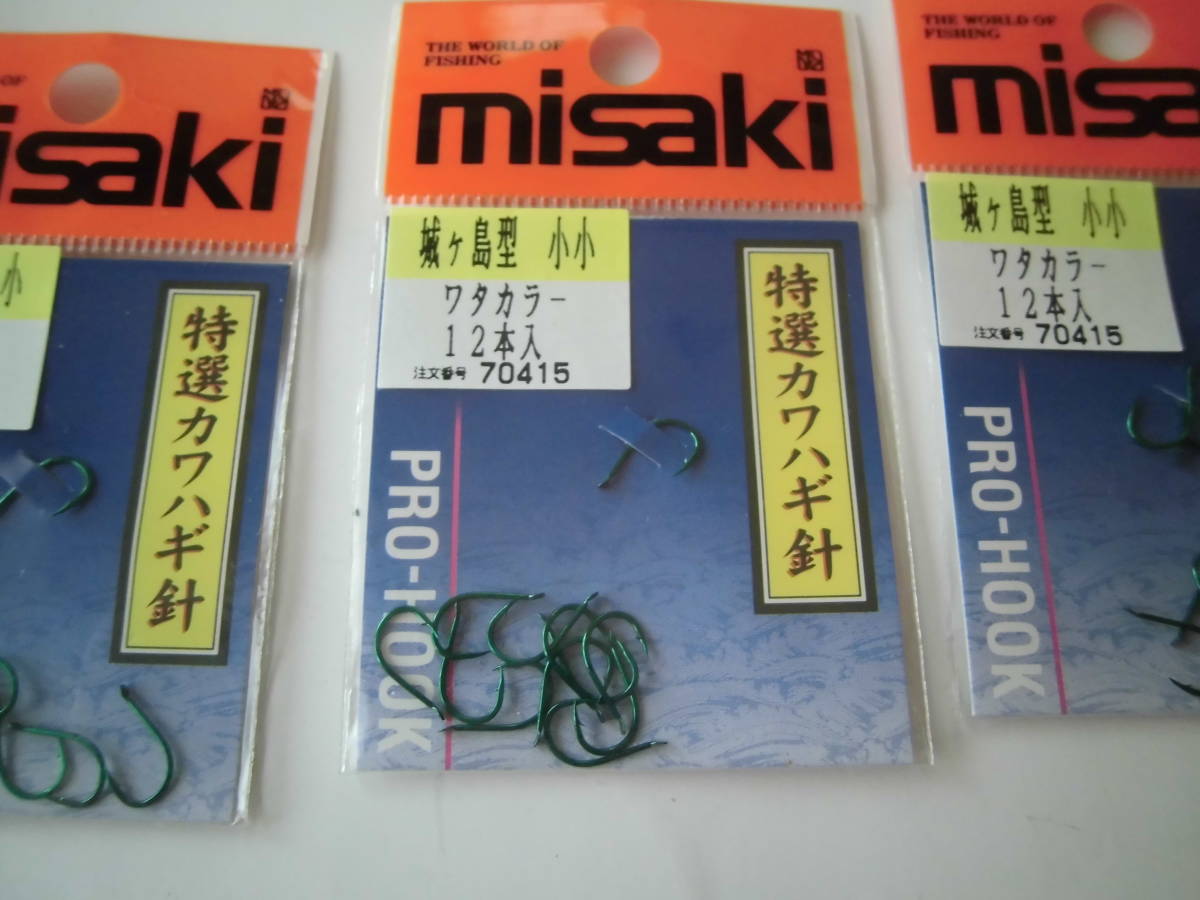 OF
isaki
小
特選カワハギ針
THE WORLD OF
FISHING
misaki
城ヶ島型 小小
ワタカラー
12本入
注文番号 70415
特選カワハギ針
PRO-HOOK
THE WORLD OF
FISHING
misa
城ヶ島型 小小
ワタカラー
12本入
注文番号 70415
PRO-HOOK